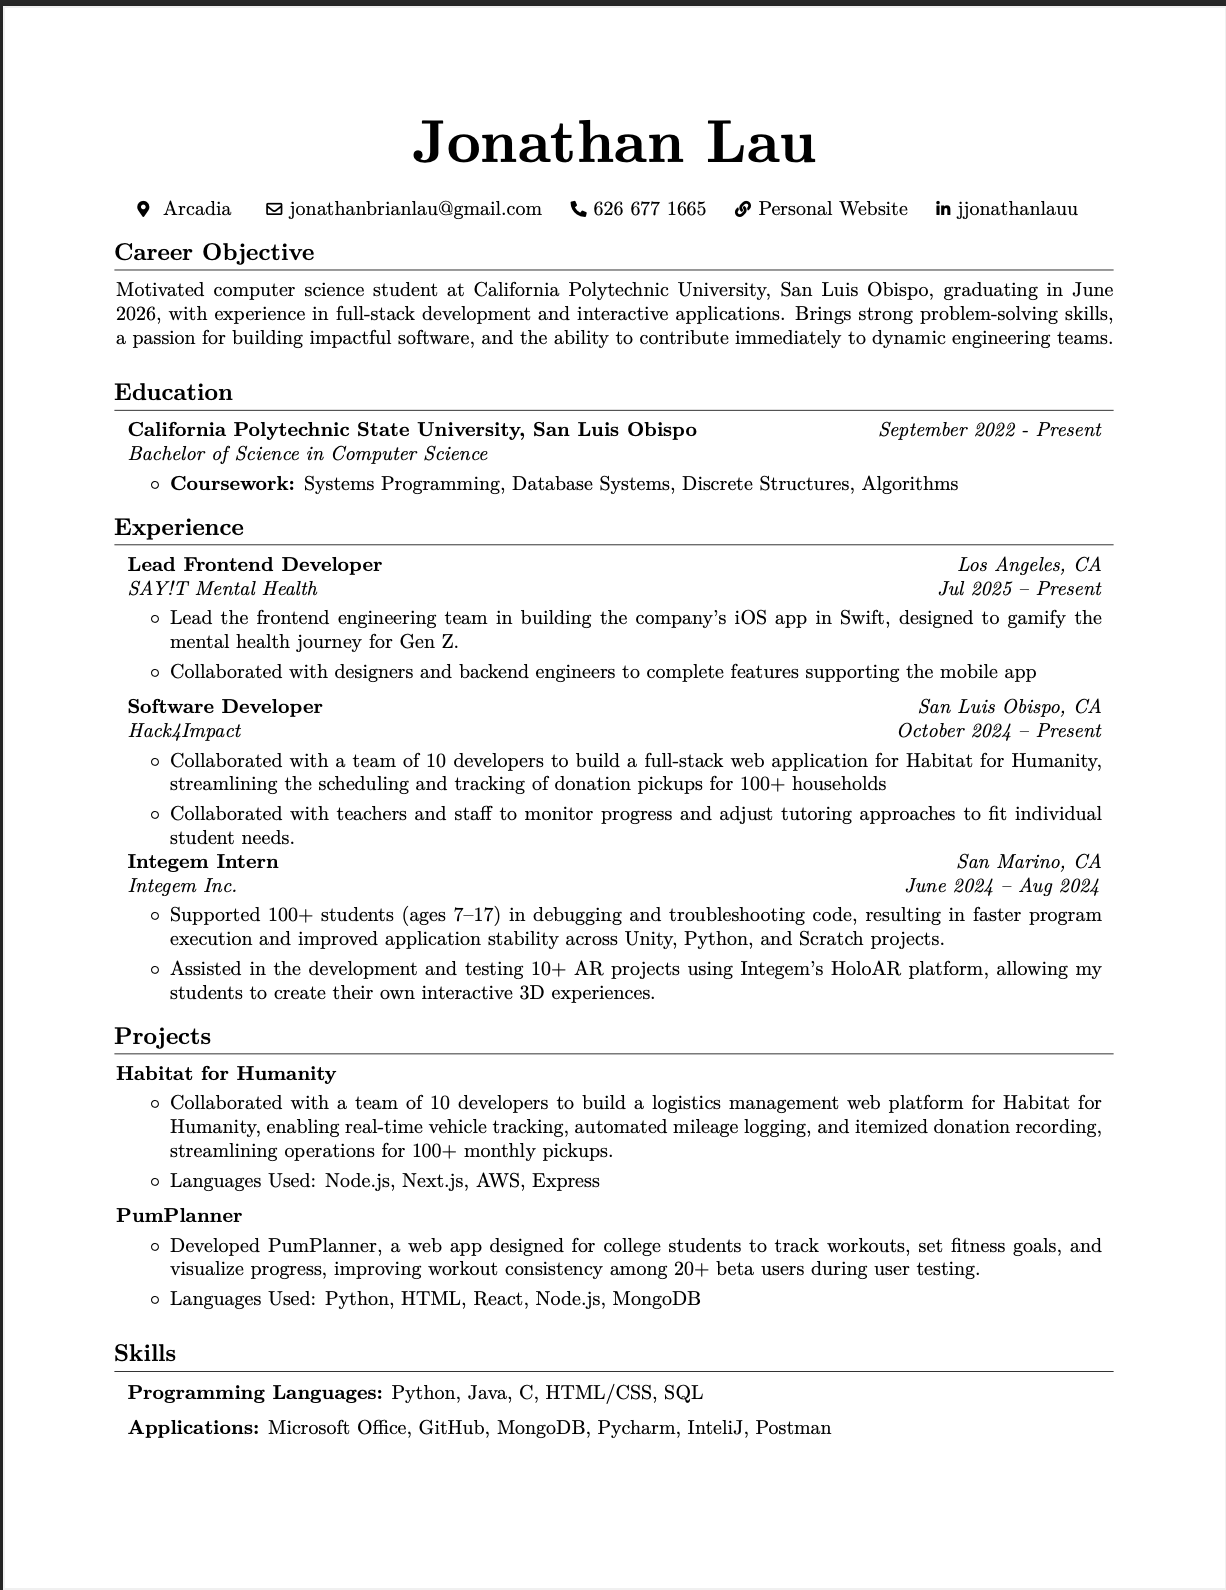 Jonathan Lau
Arcadia jonathanbrianlau@gmail.com 626 677 1665 Personal Website jjonathanlauu
Career Objective
Motivated computer science student at California Polytechnic University, San Luis Obispo, graduating in June
2026, with experience in full-stack development and interactive applications. Brings strong problem-solving skills,
a passion for building impactful software, and the ability to contribute immediately to dynamic engineering teams.
Education
California Polytechnic State University, San Luis Obispo September 2022 - Present
Bachelor of Science in Computer Science
Coursework: Systems Programming, Database Systems, Discrete Structures, Algorithms
Experience
Lead Frontend Developer Los Angeles, CA
SAY!T Mental Health Jul 2025 – Present
Lead the frontend engineering team in building the company's iOS app in Swift, designed to gamify the
mental health journey for Gen Z.
Collaborated with designers and backend engineers to complete features supporting the mobile app
Software Developer San Luis Obispo, CA
Hack4Impact October 2024 – Present
Collaborated with a team of 10 developers to build a full-stack web application for Habitat for Humanity,
streamlining the scheduling and tracking of donation pickups for 100+ households
Collaborated with teachers and staff to monitor progress and adjust tutoring approaches to fit individual
student needs.
Integem Intern San Marino, CA
Integem Inc. June 2024 – Aug 2024
Supported 100+ students (ages 7–17) in debugging and troubleshooting code, resulting in faster program
execution and improved application stability across Unity, Python, and Scratch projects.
Assisted in the development and testing 10+ AR projects using Integem's HoloAR platform, allowing my
students to create their own interactive 3D experiences.
Projects
Habitat for Humanity
Collaborated with a team of 10 developers to build a logistics management web platform for Habitat for
Humanity, enabling real-time vehicle tracking, automated mileage logging, and itemized donation recording,
streamlining operations for 100+ monthly pickups.
Languages Used: Node.js, Next.js, AWS, Express
PumPlanner
Developed PumPlanner, a web app designed for college students to track workouts, set fitness goals, and
visualize progress, improving workout consistency among 20+ beta users during user testing.
Languages Used: Python, HTML, React, Node.js, MongoDB
Skills
Programming Languages: Python, Java, C, HTML/CSS, SQL
Applications: Microsoft Office, GitHub, MongoDB, Pycharm, InteliJ, Postman